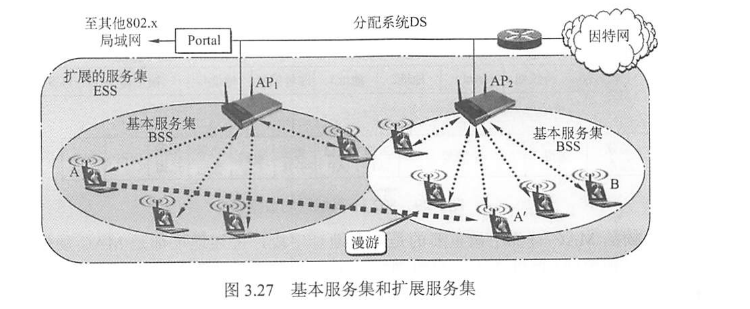 至其他802.x
局域网
Portal
分配系统DS
因特网
扩展的服务集
ESS
AP1
AP2
基本服务集
BSS
基本服务集
BSS
A
B
A′
漫游
图 3.27 基本服务集和扩展服务集